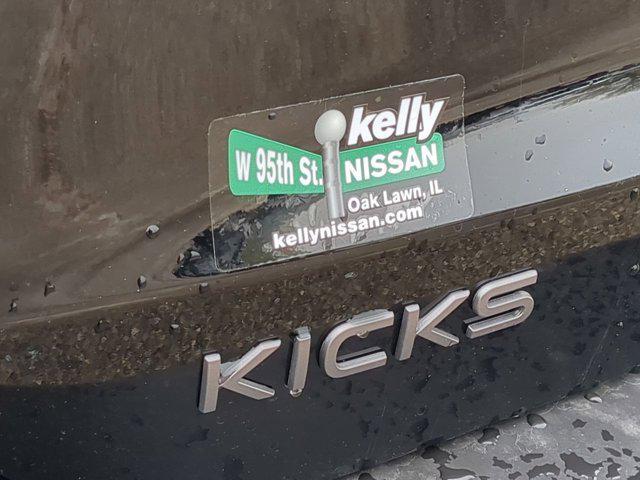 kelly
W 95th St. NISSAN
Oak Lawn, IL
kellynissan.com
KICKS